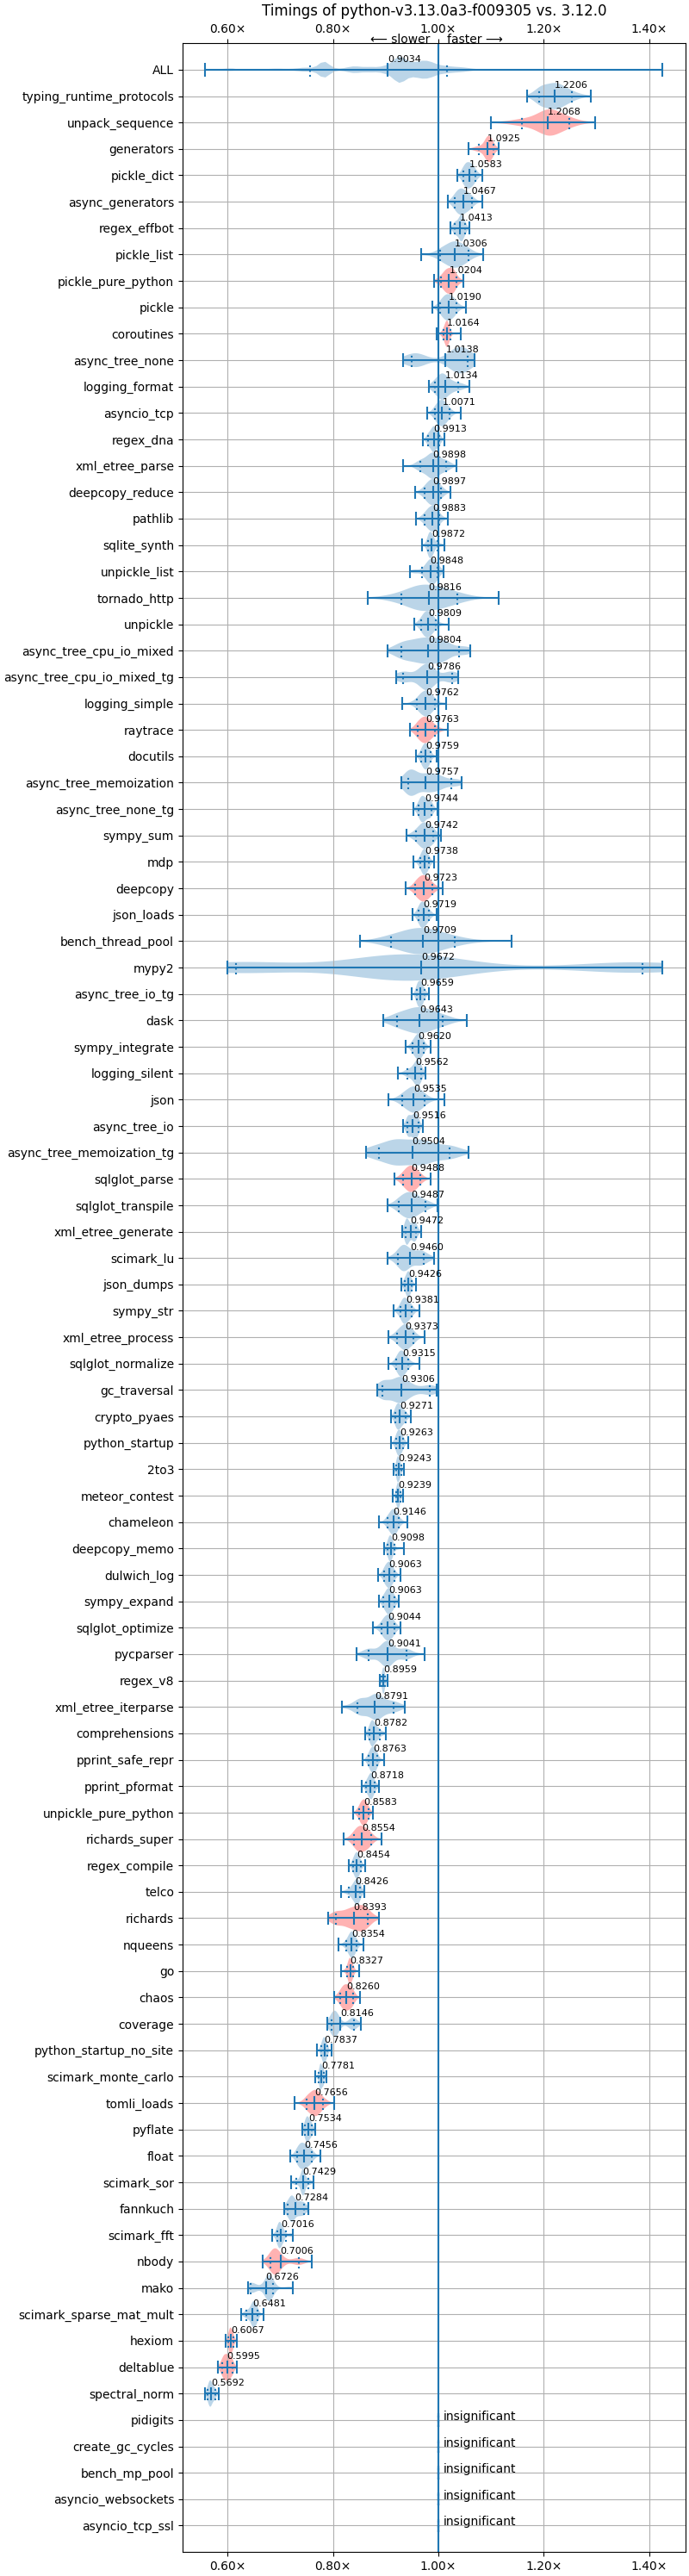 Timings of python-v3.13.0a3-f009305 vs. 3.12.0
0.60× 0.80× 1.00× 1.20× 1.40×
⟵ slower faster ⟶
ALL 0.9034
typing_runtime_protocols 1.2206
unpack_sequence 1.2068
generators 1.0925
pickle_dict 1.0583
async_generators 1.0467
regex_effbot 1.0413
pickle_list 1.0306
pickle_pure_python 1.0204
pickle 1.0190
coroutines 1.0164
async_tree_none 1.0138
logging_format 1.0134
asyncio_tcp 1.0071
regex_dna 0.9913
xml_etree_parse 0.9898
deepcopy_reduce 0.9897
pathlib 0.9883
sqlite_synth 0.9872
unpickle_list 0.9848
tornado_http 0.9816
unpickle 0.9809
async_tree_cpu_io_mixed 0.9804
async_tree_cpu_io_mixed_tg 0.9786
logging_simple 0.9762
raytrace 0.9763
docutils 0.9759
async_tree_memoization 0.9757
async_tree_none_tg 0.9744
sympy_sum 0.9742
mdp 0.9738
deepcopy 0.9723
json_loads 0.9719
bench_thread_pool 0.9709
mypy2 0.9672
async_tree_io_tg 0.9659
dask 0.9643
sympy_integrate 0.9620
logging_silent 0.9562
json 0.9535
async_tree_io 0.9516
async_tree_memoization_tg 0.9504
sqlglot_parse 0.9488
sqlglot_transpile 0.9487
xml_etree_generate 0.9472
scimark_lu 0.9460
json_dumps 0.9426
sympy_str 0.9381
xml_etree_process 0.9373
sqlglot_normalize 0.9315
gc_traversal 0.9306
crypto_pyaes 0.9271
python_startup 0.9263
2to3 0.9243
meteor_contest 0.9239
chameleon 0.9146
deepcopy_memo 0.9098
dulwich_log 0.9063
sympy_expand 0.9063
sqlglot_optimize 0.9044
pycparser 0.9041
regex_v8 0.8959
xml_etree_iterparse 0.8791
comprehensions 0.8782
pprint_safe_repr 0.8763
pprint_pformat 0.8718
unpickle_pure_python 0.8583
richards_super 0.8554
regex_compile 0.8454
telco 0.8426
richards 0.8393
nqueens 0.8354
go 0.8327
chaos 0.8260
coverage 0.8146
python_startup_no_site 0.7837
scimark_monte_carlo 0.7781
tomli_loads 0.7656
pyflate 0.7534
float 0.7456
scimark_sor 0.7429
fannkuch 0.7284
scimark_fft 0.7016
nbody 0.7006
mako 0.6726
scimark_sparse_mat_mult 0.6481
hexiom 0.6067
deltablue 0.5995
spectral_norm 0.5692
pidigits insignificant
create_gc_cycles insignificant
bench_mp_pool insignificant
asyncio_websockets insignificant
asyncio_tcp_ssl insignificant
0.60× 0.80× 1.00× 1.20× 1.40×